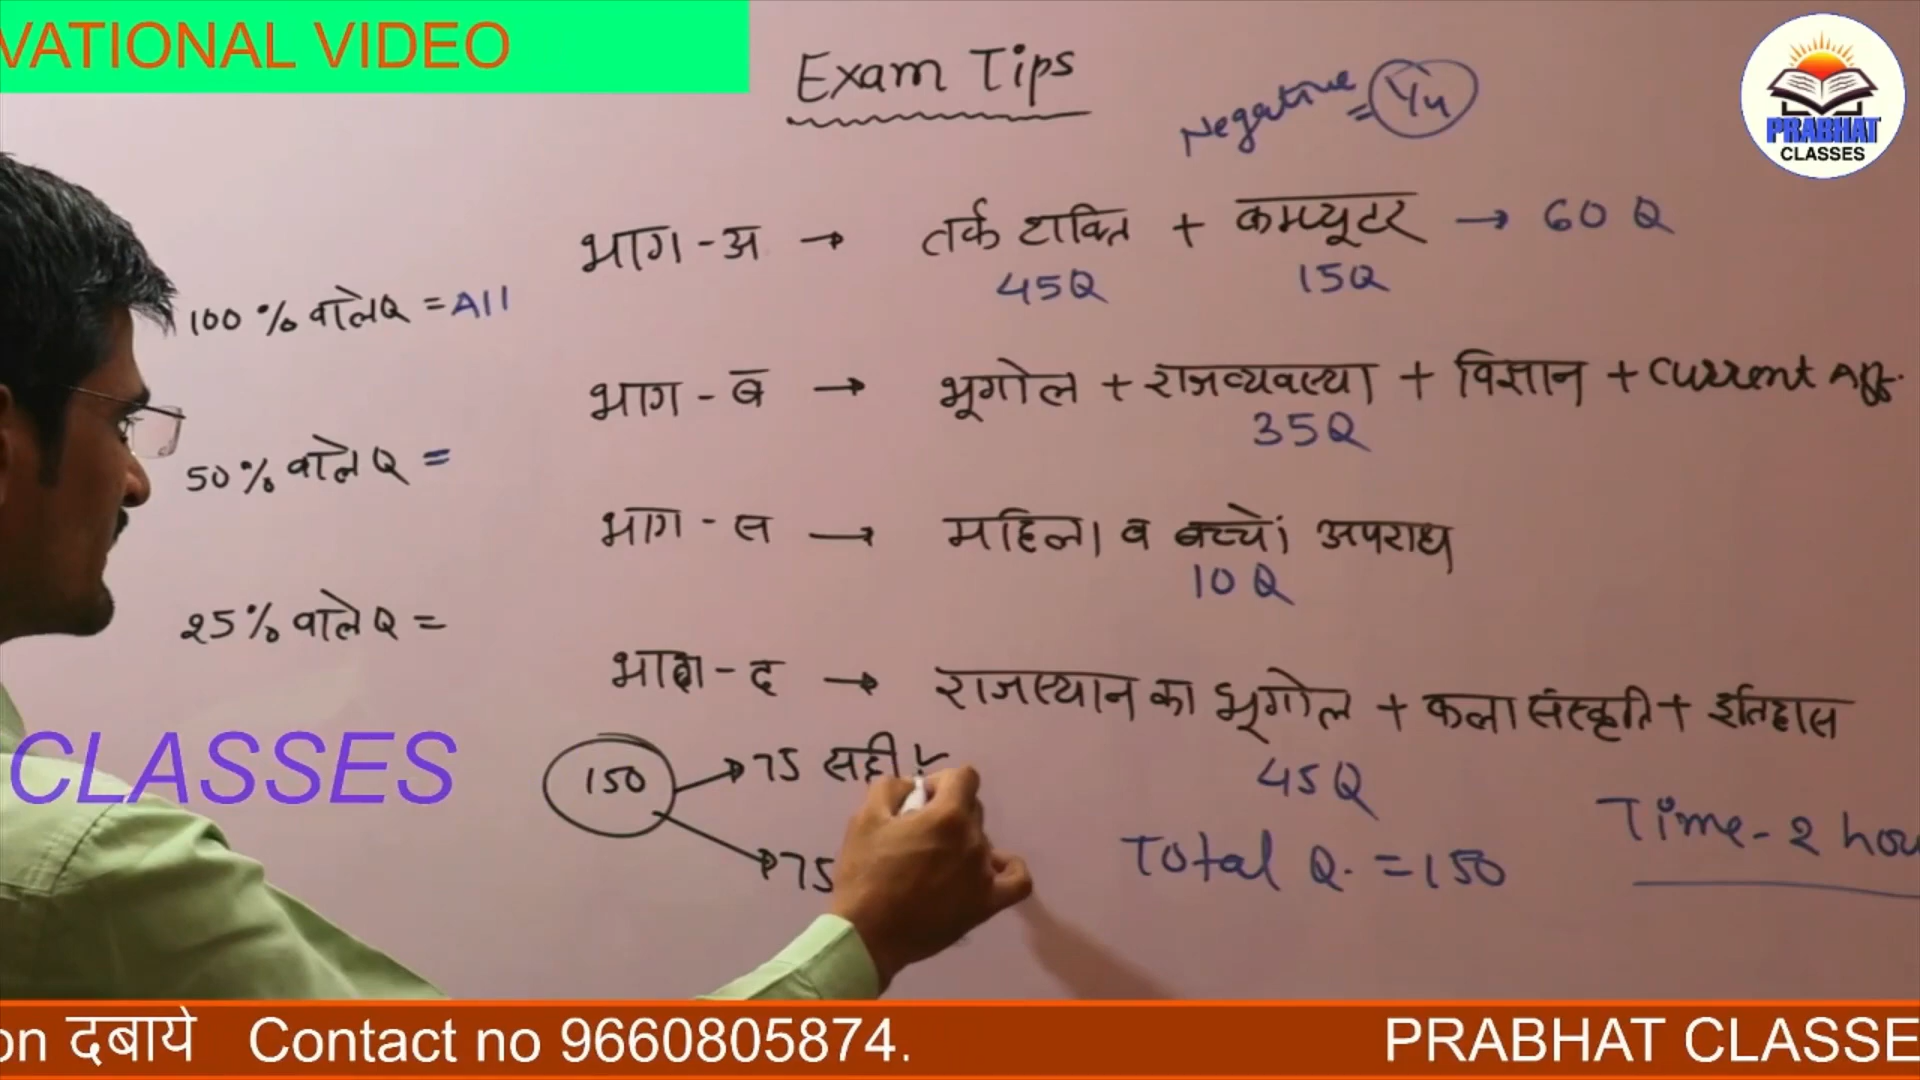 VATIONAL VIDEO
Exam Tips
Negative = 1/4
PRABHAT
CLASSES
भाग - अ → तर्क शक्ति + कम्प्यूटर → 60 Q
45Q 15Q
100 % वाले Q = All
भाग - ब → भूगोल + राजव्यवस्था + विज्ञान + Current Aff.
35Q
50 % वाले Q =
भाग - स → महिला व बच्चों अपराध
10 Q
25% वाले Q =
भाग - द → राजस्थान का भूगोल + कला संस्कृति + इतिहास
45Q
CLASSES
150 → 75 सही
→ 75
Total Q. = 150
Time - 2 hou
on दबाये Contact no 9660805874. PRABHAT CLASSE